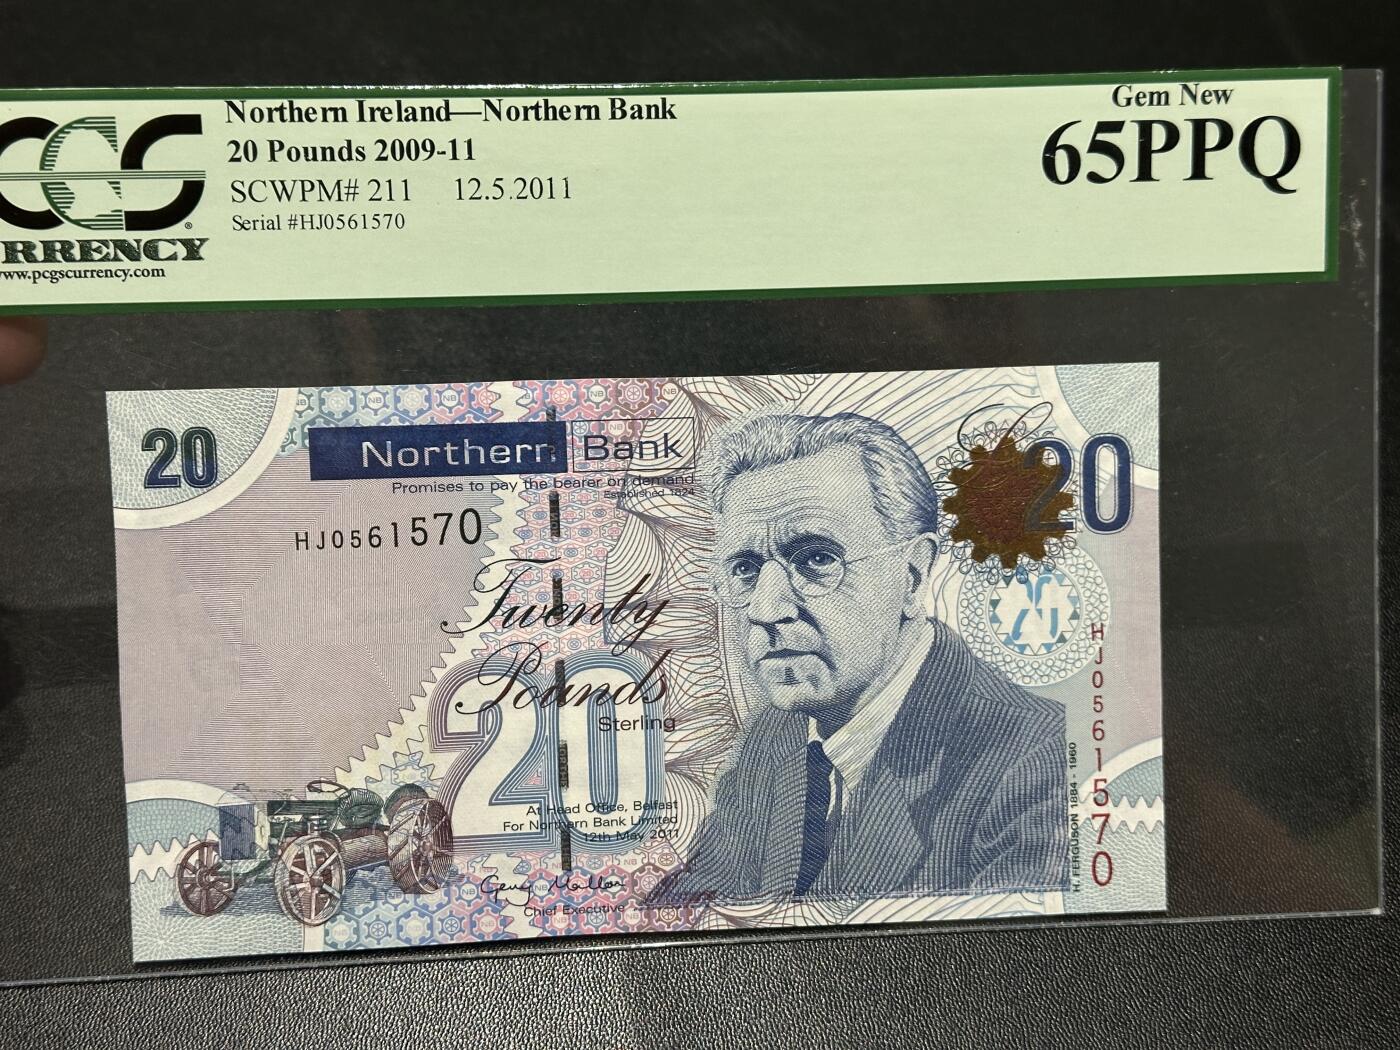 Northern Ireland—Northern Bank
20 Pounds 2009-11
SCWPM# 211 12.5.2011
Serial #HJ0561570
Gem New
65PPQ
CGS
RRENCY
www.pcgscurrency.com
20
Northern Bank
Promises to pay the bearer on demand
Established 1824
HJ0561570
20
Twenty
Pounds
Sterling
20
At Head Office, Belfast
For Northern Bank Limited
12th May 2011
Chief Executive
HJ0561570
H. FERGUSON 1884 - 1960